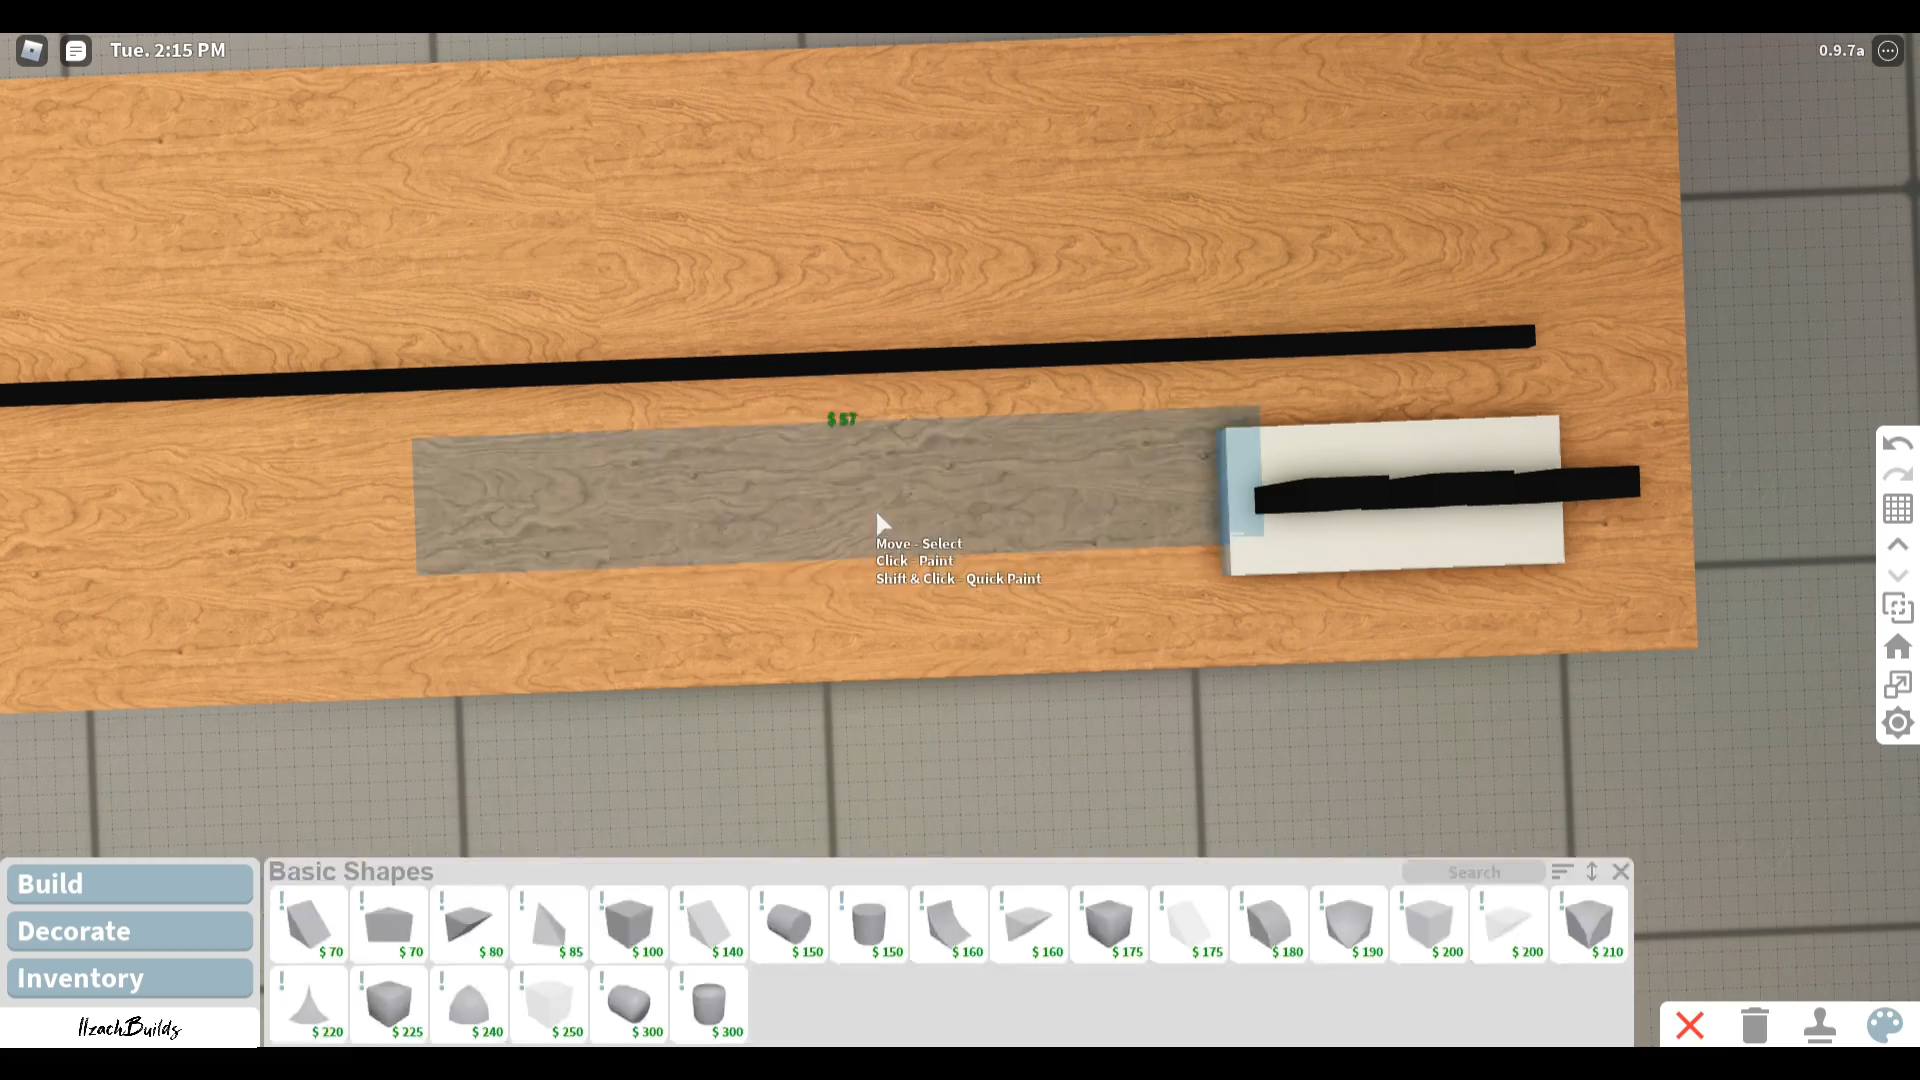 Tue. 2:15 PM
0.9.7a
$ 57
Move - Select
Click - Paint
Shift & Click - Quick Paint
Build
Decorate
Inventory
IIzachBuilds
Basic Shapes
Search
! ! ! ! ! ! ! ! ! ! ! ! ! ! ! ! !
$ 70 $ 70 $ 80 $ 85 $ 100 $ 140 $ 150 $ 150 $ 160 $ 160 $ 175 $ 175 $ 180 $ 190 $ 200 $ 200 $ 210
! ! ! ! ! !
$ 220 $ 225 $ 240 $ 250 $ 300 $ 300